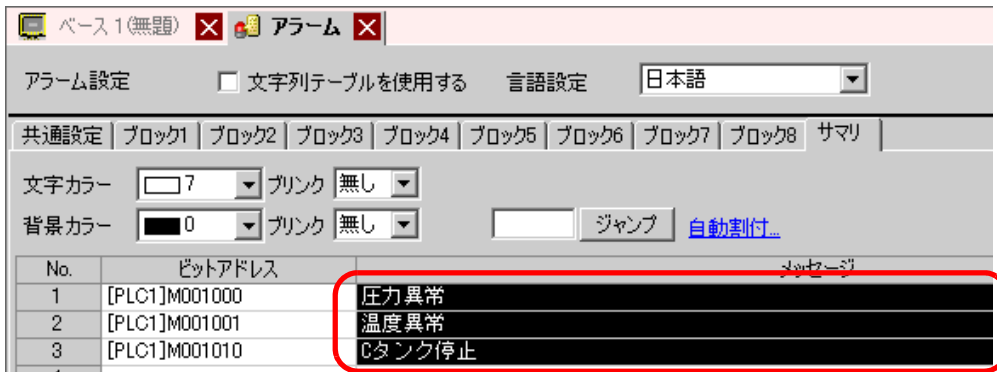 ベース 1(無題) アラーム
アラーム設定 文字列テーブルを使用する 言語設定 日本語
共通設定 ブロック1 ブロック2 ブロック3 ブロック4 ブロック5 ブロック6 ブロック7 ブロック8 サマリ
文字カラー 7 ブリンク 無し
背景カラー 0 ブリンク 無し ジャンプ 自動割付...
No. ビットアドレス メッセージ
1 [PLC1]M001000 圧力異常
2 [PLC1]M001001 温度異常
3 [PLC1]M001010 Cタンク停止